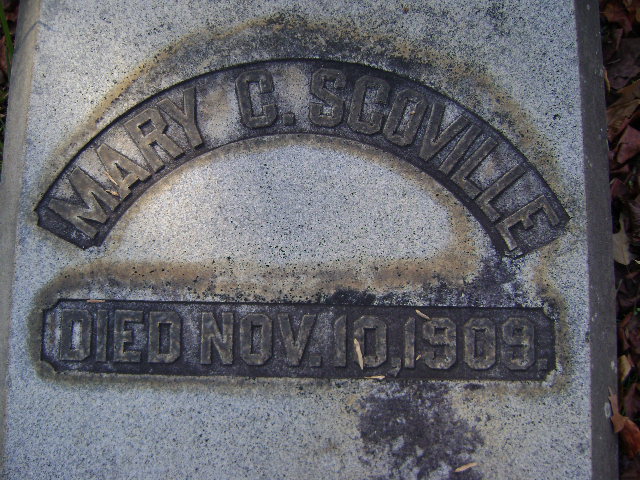 MARY C. SCOVILLE
DIED NOV. 10, 1909.